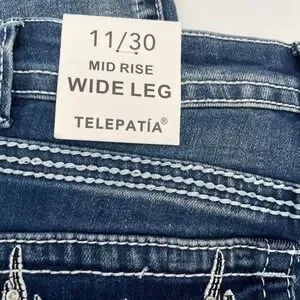 11/30
MID RISE
WIDE LEG
TELEPATÍA®